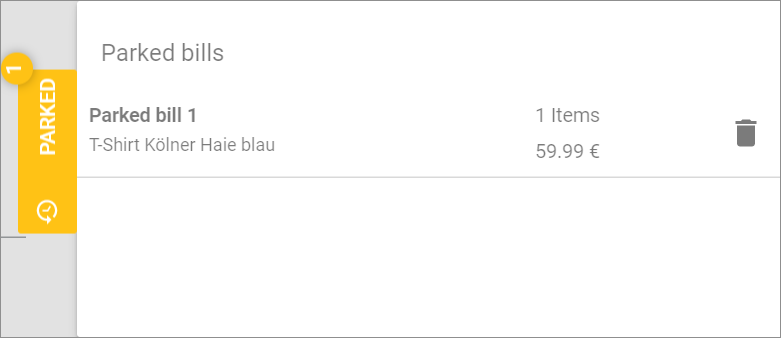 Parked bills
1
PARKED
Parked bill 1
1 Items
T-Shirt Kölner Haie blau
59.99 €